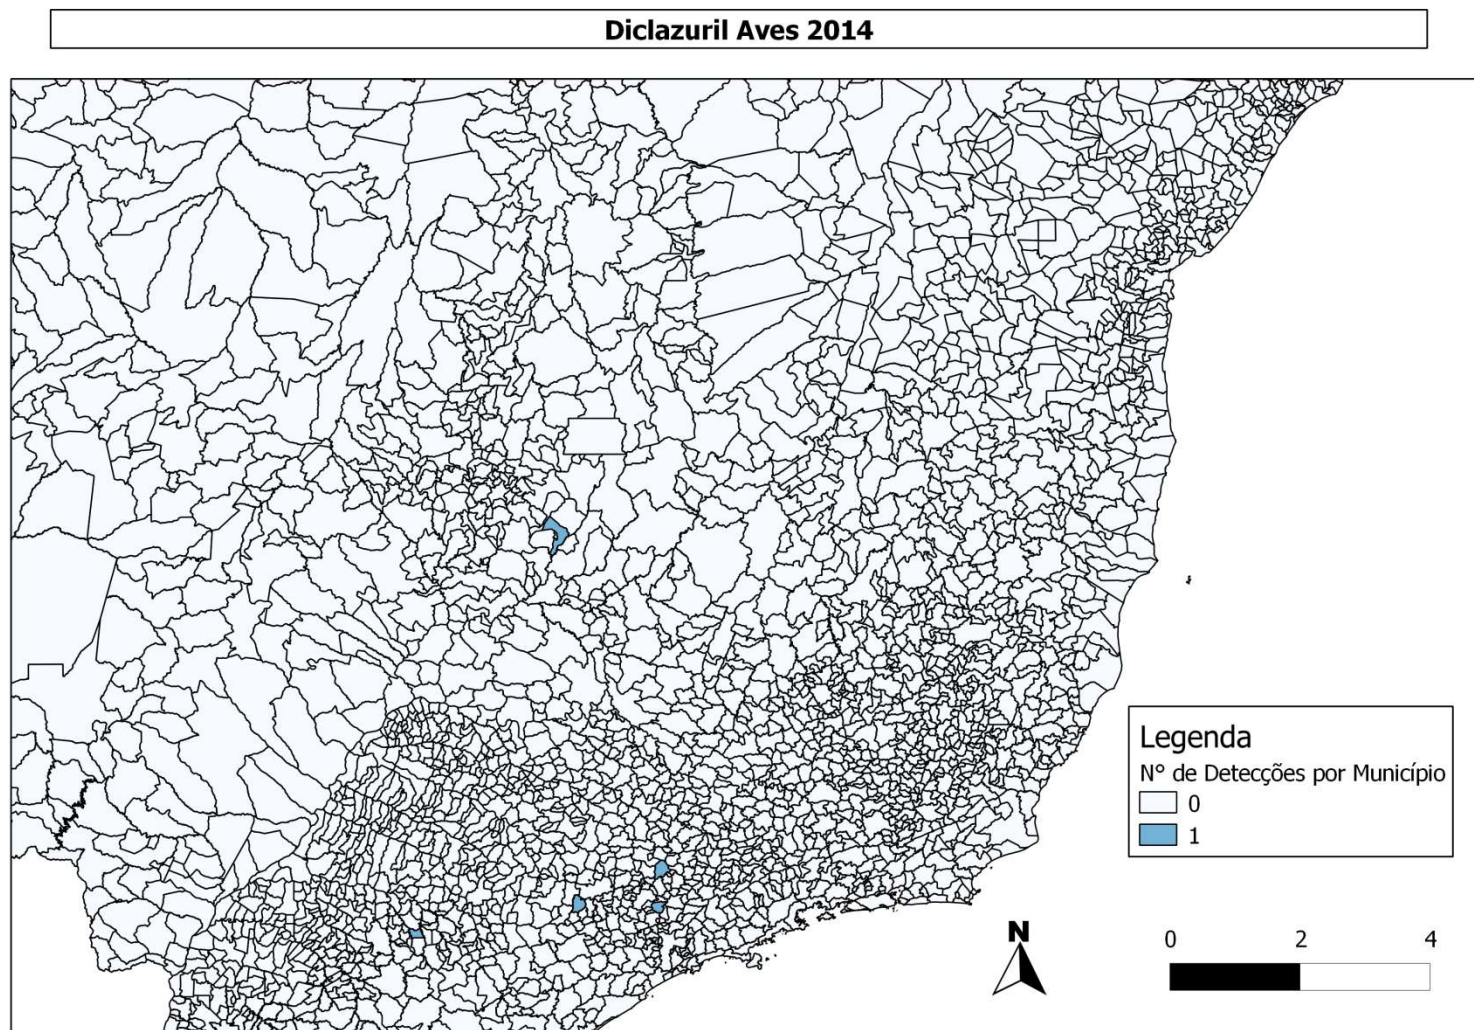 Diclazuril Aves 2014
Legenda
N° de Detecções por Município
0
1
N
0 2 4